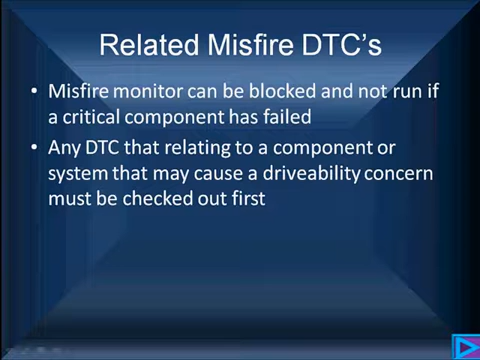 Related Misfire DTC's
• Misfire monitor can be blocked and not run if
a critical component has failed
• Any DTC that relating to a component or
system that may cause a driveability concern
must be checked out first